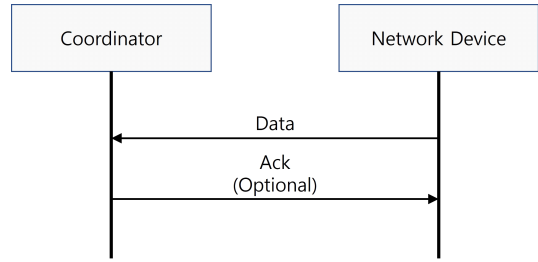 Coordinator
Network Device
Data
Ack
(Optional)